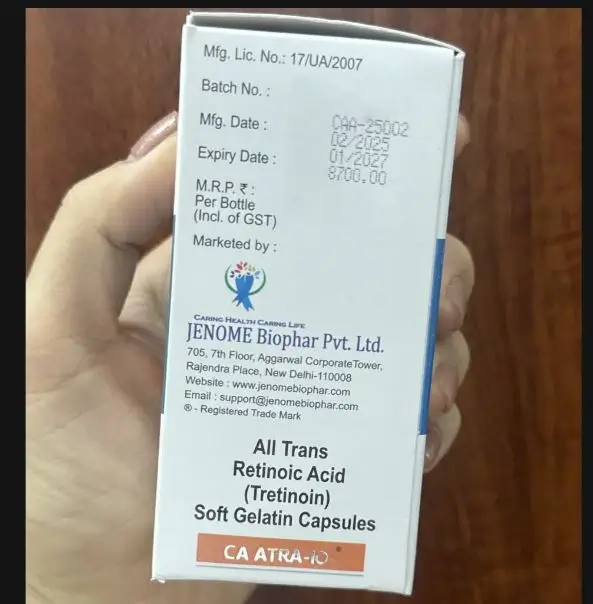 Mfg. Lic. No.: 17/UA/2007
Batch No. :
Mfg. Date :
Expiry Date :
M.R.P. ₹ :
Per Bottle
(Incl. of GST)
CAA-25002
02/2025
01/2027
8700.00
Marketed by :
CARING HEALTH CARING LIFE
JENOME Biophar Pvt. Ltd.
705, 7th Floor, Aggarwal CorporateTower,
Rajendra Place, New Delhi-110008
Website : www.jenomebiophar.com
Email : support@jenomebiophar.com
® - Registered Trade Mark
All Trans
Retinoic Acid
(Tretinoin)
Soft Gelatin Capsules
CA ATRA-10 ®